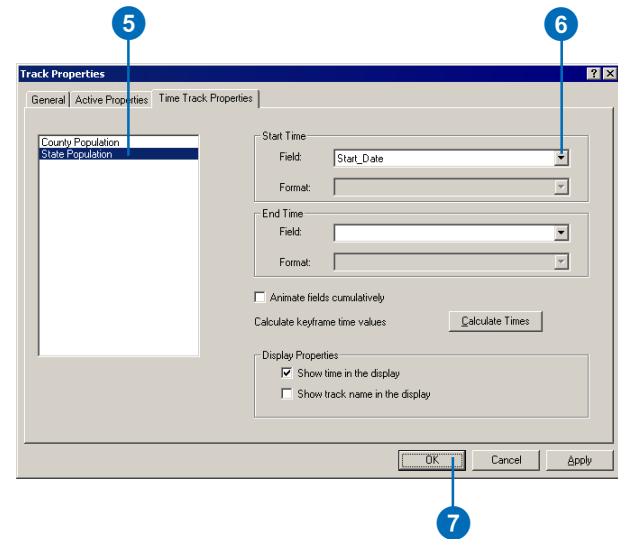 5 6
Track Properties ? X
General Active Properties Time Track Properties
County Population
State Population
Start Time
Field: Start_Date
Format:
End Time
Field:
Format:
Animate fields cumulatively
Calculate keyframe time values Calculate Times
Display Properties
Show time in the display
Show track name in the display
OK Cancel Apply
7